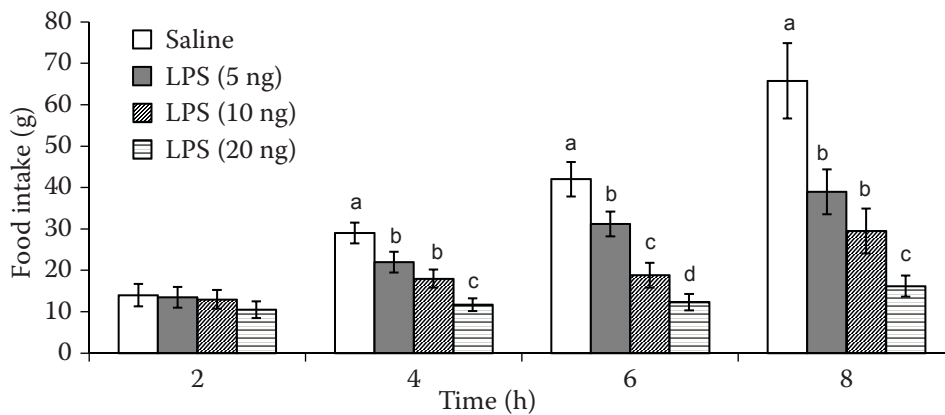 Food intake (g)
80
70
60
50
40
30
20
10
0
Saline
LPS (5 ng)
LPS (10 ng)
LPS (20 ng)
a
b
b
c
a
b
c
d
a
b
b
c
2
4
6
8
Time (h)